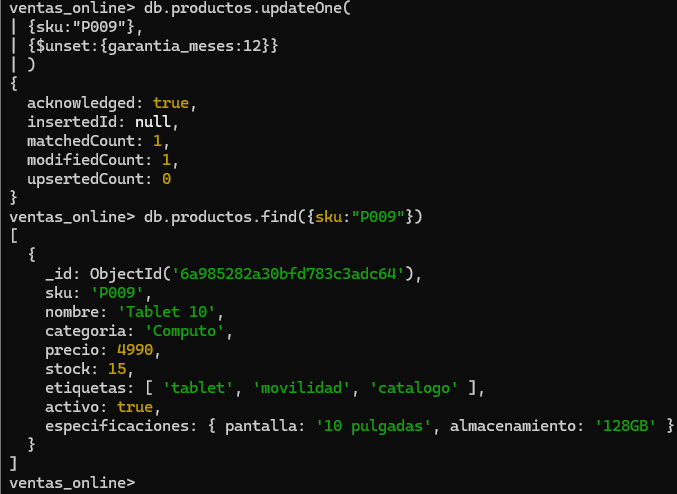 ventas_online> db.productos.updateOne(
| {sku:"P009"},
| {$unset:{garantia_meses:12}}
| )
{
  acknowledged: true,
  insertedId: null,
  matchedCount: 1,
  modifiedCount: 1,
  upsertedCount: 0
}
ventas_online> db.productos.find({sku:"P009"})
[
  {
    _id: ObjectId('6a985282a30bfd783c3adc64'),
    sku: 'P009',
    nombre: 'Tablet 10',
    categoria: 'Computo',
    precio: 4990,
    stock: 15,
    etiquetas: [ 'tablet', 'movilidad', 'catalogo' ],
    activo: true,
    especificaciones: { pantalla: '10 pulgadas', almacenamiento: '128GB' }
  }
]
ventas_online>